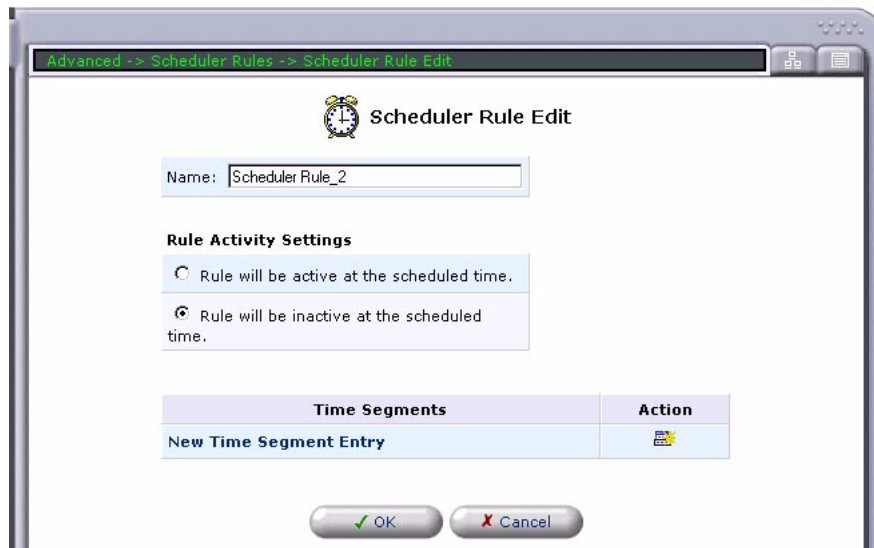 Advanced -> Scheduler Rules -> Scheduler Rule Edit
Scheduler Rule Edit
Name: Scheduler Rule_2
Rule Activity Settings
Rule will be active at the scheduled time.
Rule will be inactive at the scheduled
time.
Time Segments Action
New Time Segment Entry
OK Cancel